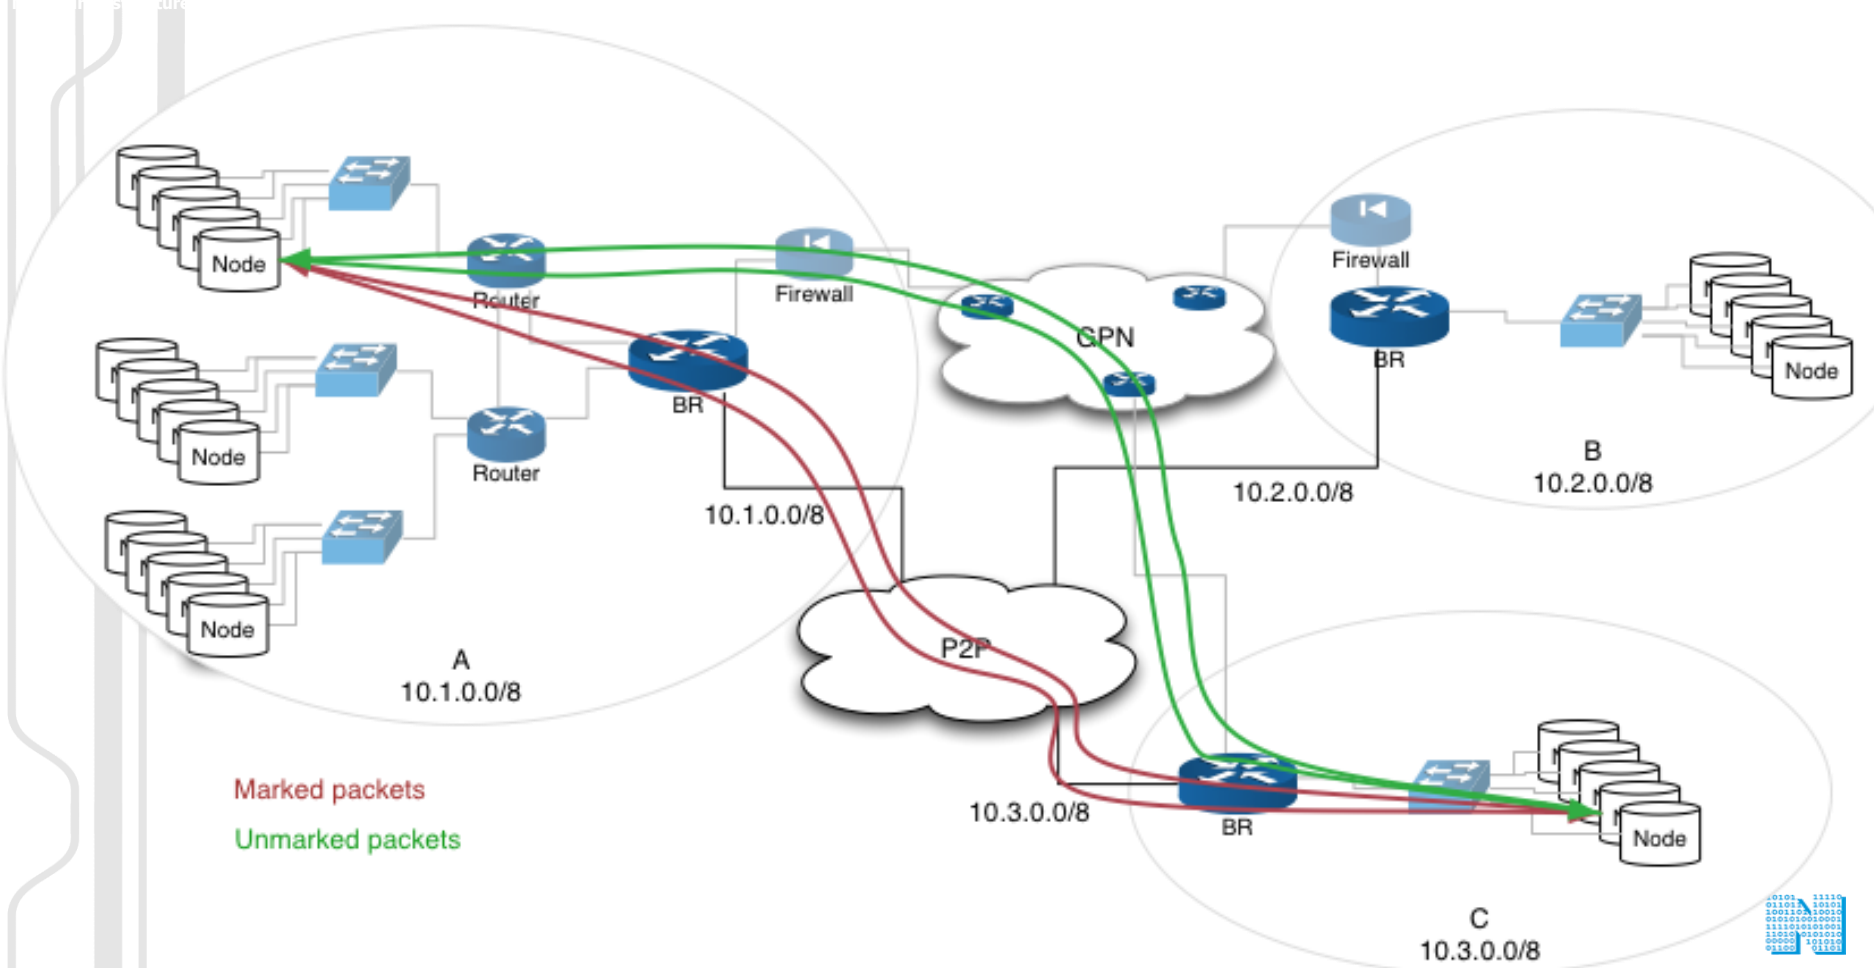 Node
Router
Firewall
BR
Node
Router
Node
A
10.1.0.0/8
10.1.0.0/8
GPN
Firewall
BR
Node
B
10.2.0.0/8
10.2.0.0/8
P2P
10.3.0.0/8
BR
Node
C
10.3.0.0/8
Marked packets
Unmarked packets